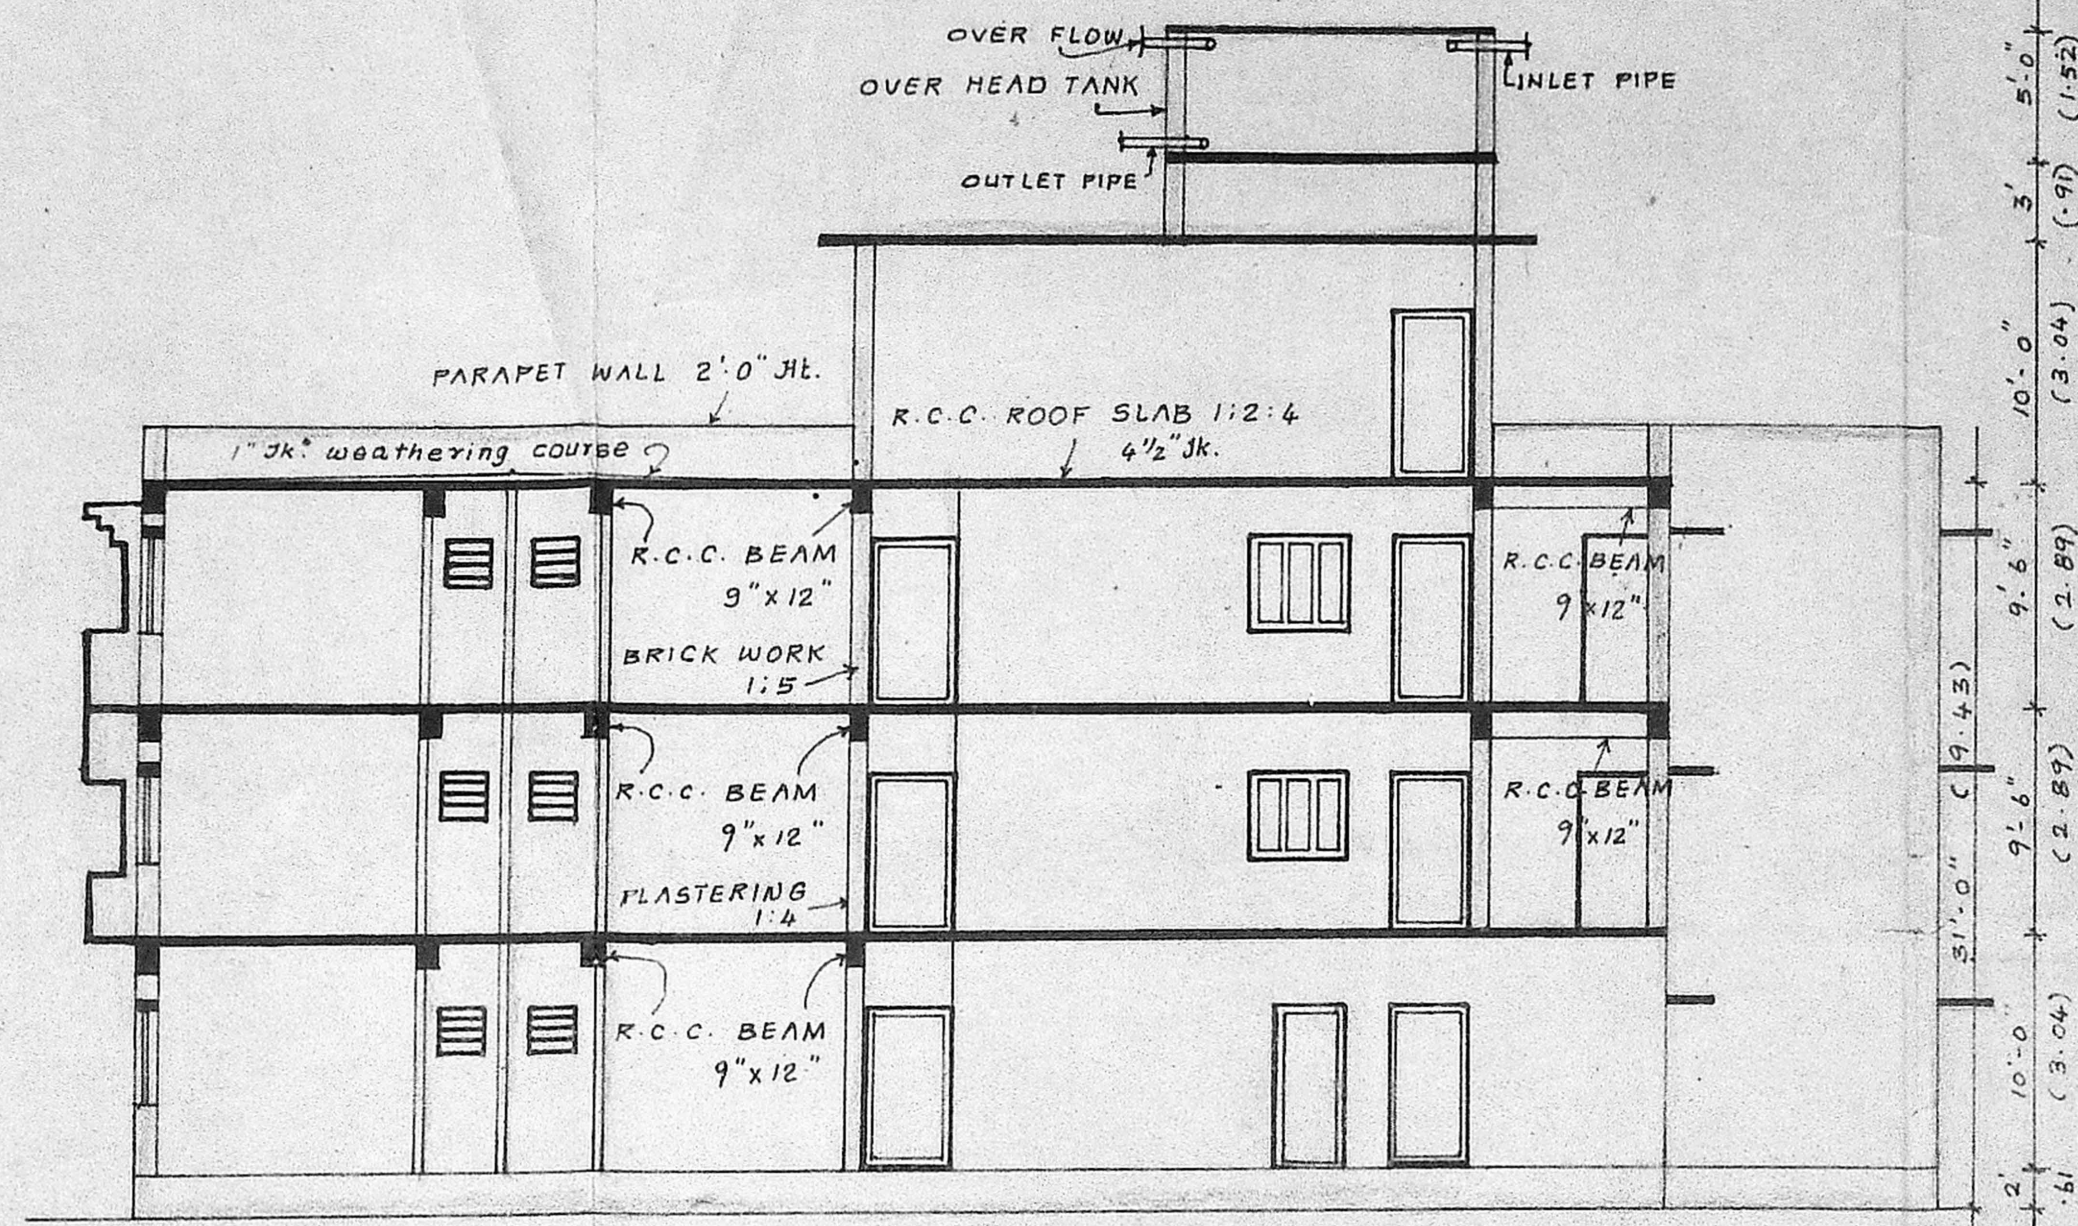 OVER FLOW
OVER HEAD TANK
INLET PIPE
OUTLET PIPE
PARAPET WALL 2'·0" Ht.
R.C.C. ROOF SLAB 1:2:4
4½" Tk.
1" Tk. weathering course
R.C.C. BEAM
9"x12"
R.C.C. BEAM
9"x12"
BRICK WORK
1:5
R.C.C. BEAM
9"x12"
R.C.C. BEAM
9"x12"
PLASTERING
1:4
R.C.C. BEAM
9"x12"
5'-0"
(1.52)
3'
(.91)
10'-0"
(3.04)
9'.6"
(2.89)
9'-6"
(2.89)
31'.0" (9.43)
10'-0"
(3.04)
2'
.61